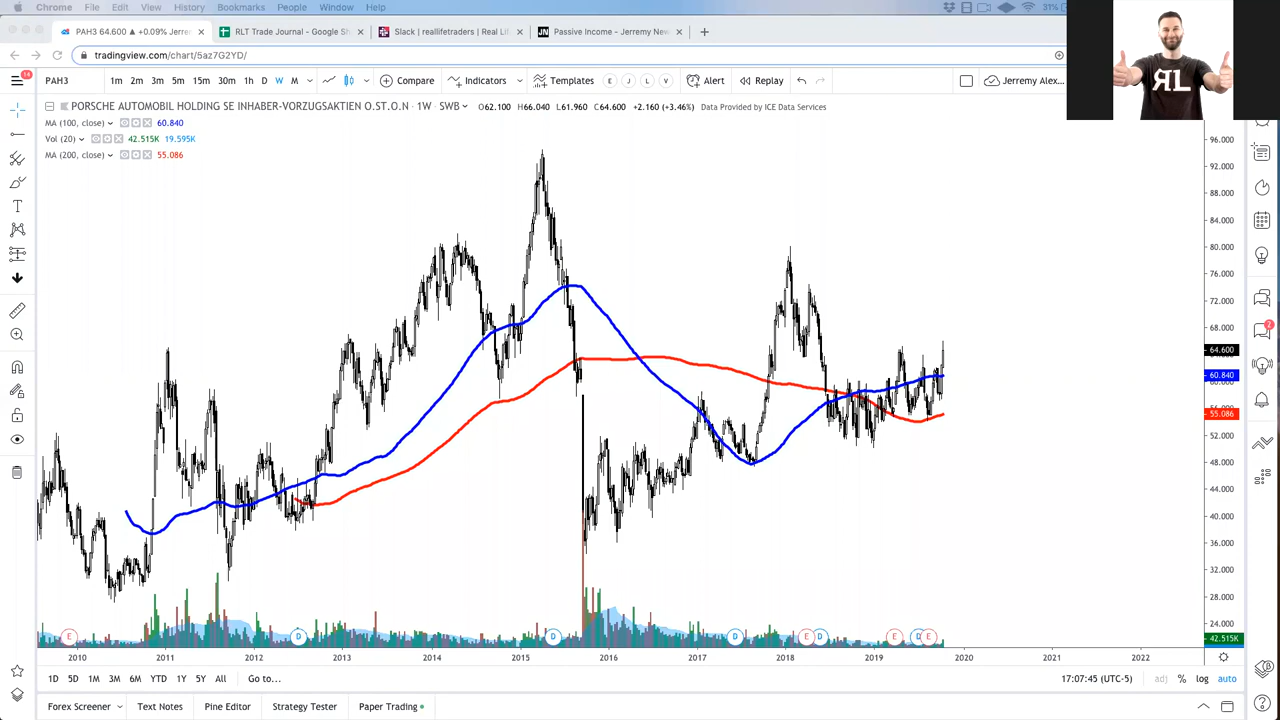 Chrome File Edit View History Bookmarks People Window Help 31%
PAH3 64.600 ▲ +0.09% Jerrem × RLT Trade Journal - Google Sh × Slack | reallifetraders | Real Li × Passive Income - Jeremy New × +
tradingview.com/chart/5az7G2YD/
14 PAH3 1m 2m 3m 5m 15m 30m 1h D W M Compare Indicators Templates E J L V Alert Replay Jeremy Alex...
PORSCHE AUTOMOBIL HOLDING SE INHABER-VORZUGSAKTIEN O.ST.O.N · 1W · SWB O62.100 H66.040 L61.960 C64.600 +2.160 (+3.46%) Data Provided by ICE Data Services
MA (100, close) 60.840
Vol (20) 42.515K 19.595K
MA (200, close) 55.086
RL
96.000
92.000
88.000
84.000
80.000
76.000
72.000
68.000
64.600
60.840
55.086
52.000
48.000
44.000
40.000
36.000
32.000
28.000
24.000
42.515K
2
E D D D E D E
2010 2011 2012 2013 2014 2015 2016 2017 2018 2019 2020 2021 2022
1D 5D 1M 3M 6M YTD 1Y 5Y All Go to... 17:07:45 (UTC-5) adj % log auto
Forex Screener Text Notes Pine Editor Strategy Tester Paper Trading